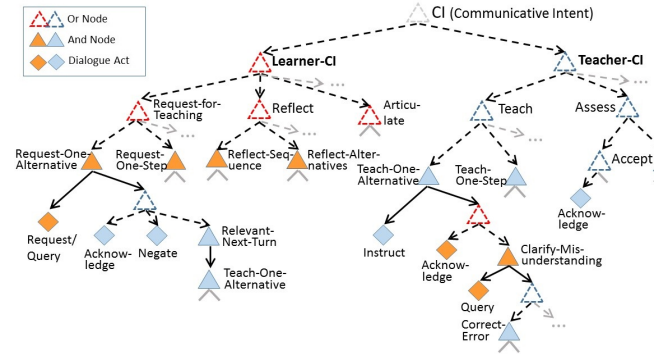 CI (Communicative Intent)
Or Node
And Node
Dialogue Act
Learner-CI
Teacher-CI
...
...
Request-for-
Teaching
Reflect
Articu-
late
Teach
Assess
...
...
...
...
Request-One-
Alternative
Request-
One-Step
Reflect-Seq-
uence
Reflect-Alter-
natives
Teach-One-
Alternative
Teach-
One-Step
Accept
Acknow-
ledge
Request/
Query
Acknow-
ledge
Negate
Relevant-
Next-Turn
Teach-One-
Alternative
Instruct
Acknow-
ledge
Clarify-Mis-
understanding
Query
Correct-
Error
...